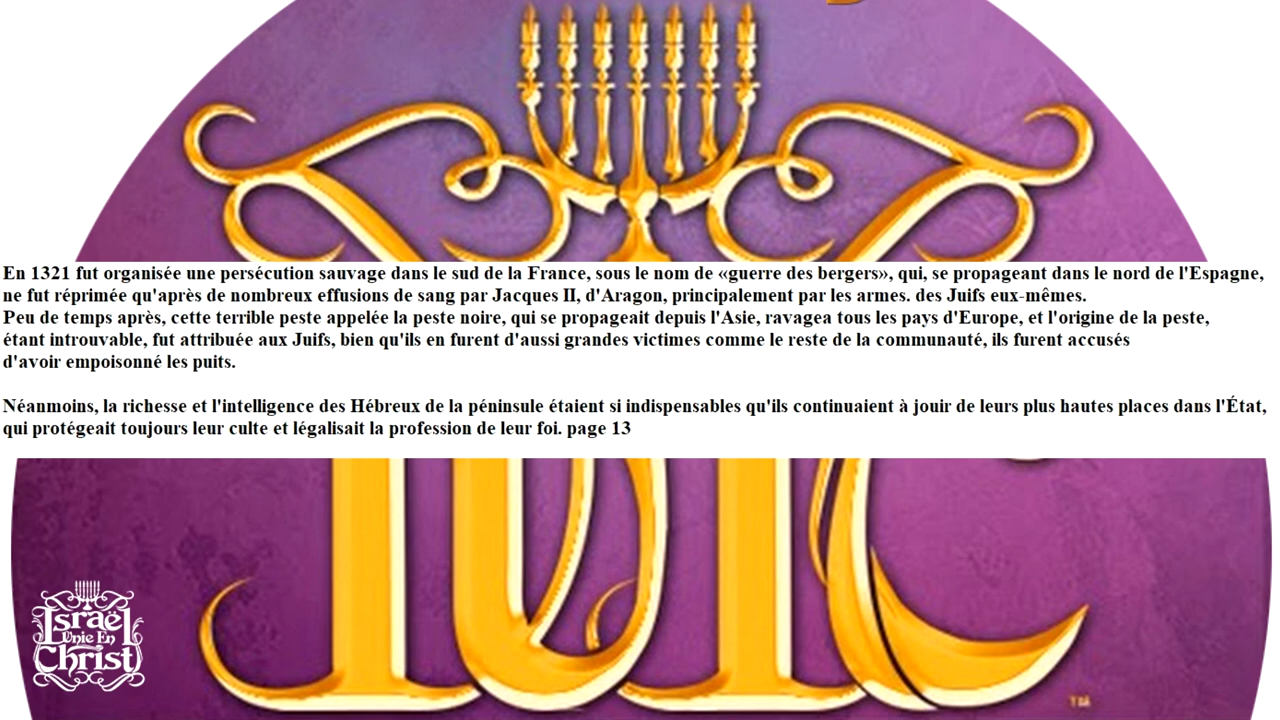 En 1321 fut organisée une persécution sauvage dans le sud de la France, sous le nom de «guerre des bergers», qui, se propageant dans le nord de l'Espagne,
ne fut réprimée qu'après de nombreux effusions de sang par Jacques II, d'Aragon, principalement par les armes. des Juifs eux-mêmes.
Peu de temps après, cette terrible peste appelée la peste noire, qui se propageait depuis l'Asie, ravagea tous les pays d'Europe, et l'origine de la peste,
étant introuvable, fut attribuée aux Juifs, bien qu'ils en furent d'aussi grandes victimes comme le reste de la communauté, ils furent accusés
d'avoir empoisonné les puits.
Néanmoins, la richesse et l'intelligence des Hébreux de la péninsule étaient si indispensables qu'ils continuaient à jouir de leurs plus hautes places dans l'État,
qui protégeait toujours leur culte et légalisait la profession de leur foi. page 13
IUIC
Israël
Unie En
Christ
TM